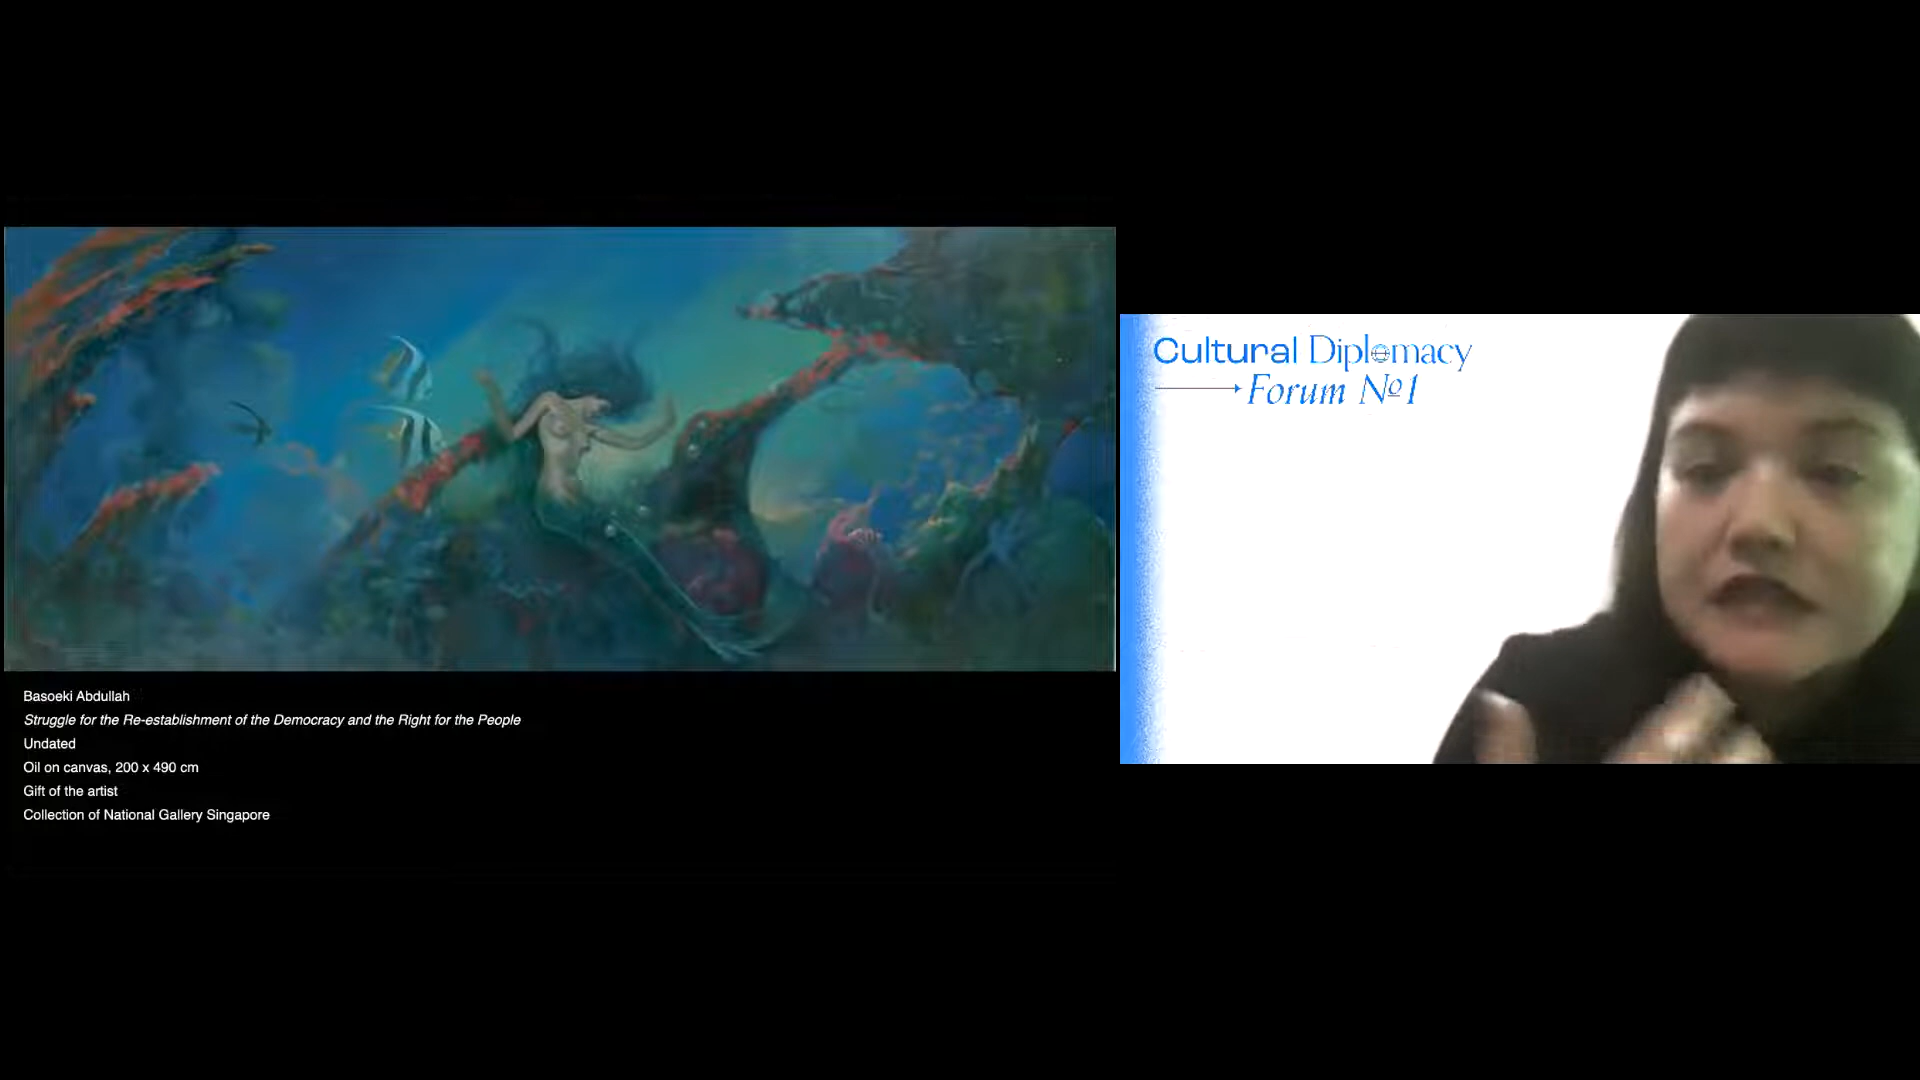 Basoeki Abdullah
Struggle for the Re-establishment of the Democracy and the Right for the People
Undated
Oil on canvas, 200 x 490 cm
Gift of the artist
Collection of National Gallery Singapore
Cultural Diplomacy
Forum Nº1